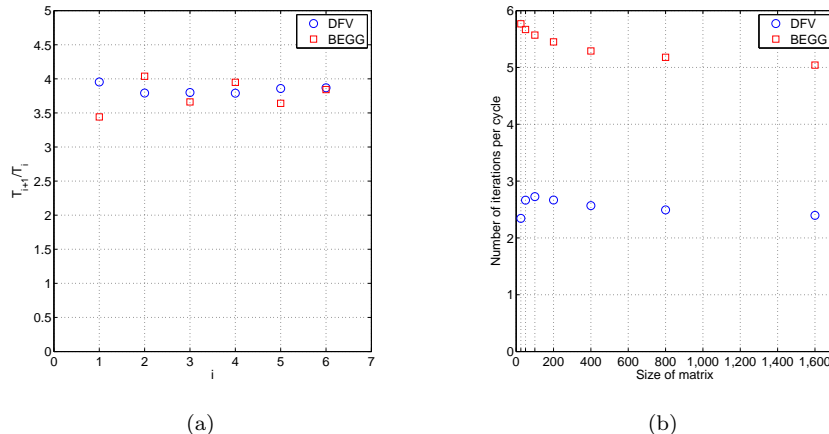 5
4.5
4
3.5
3
2.5
2
1.5
1
0.5
0
T_{i+1}/T_i
0 1 2 3 4 5 6 7
i
DFV
BEGG
(a)
6
5
4
3
2
1
0
Number of iterations per cycle
0 200 400 600 800 1,000 1,200 1,400 1,600
Size of matrix
DFV
BEGG
(b)